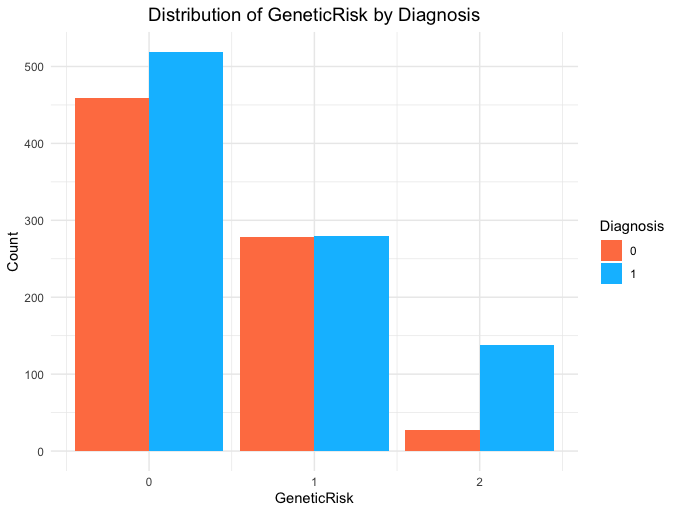 Distribution of GeneticRisk by Diagnosis
500
400
300
200
100
0
Count
0
1
2
GeneticRisk
Diagnosis
0
1